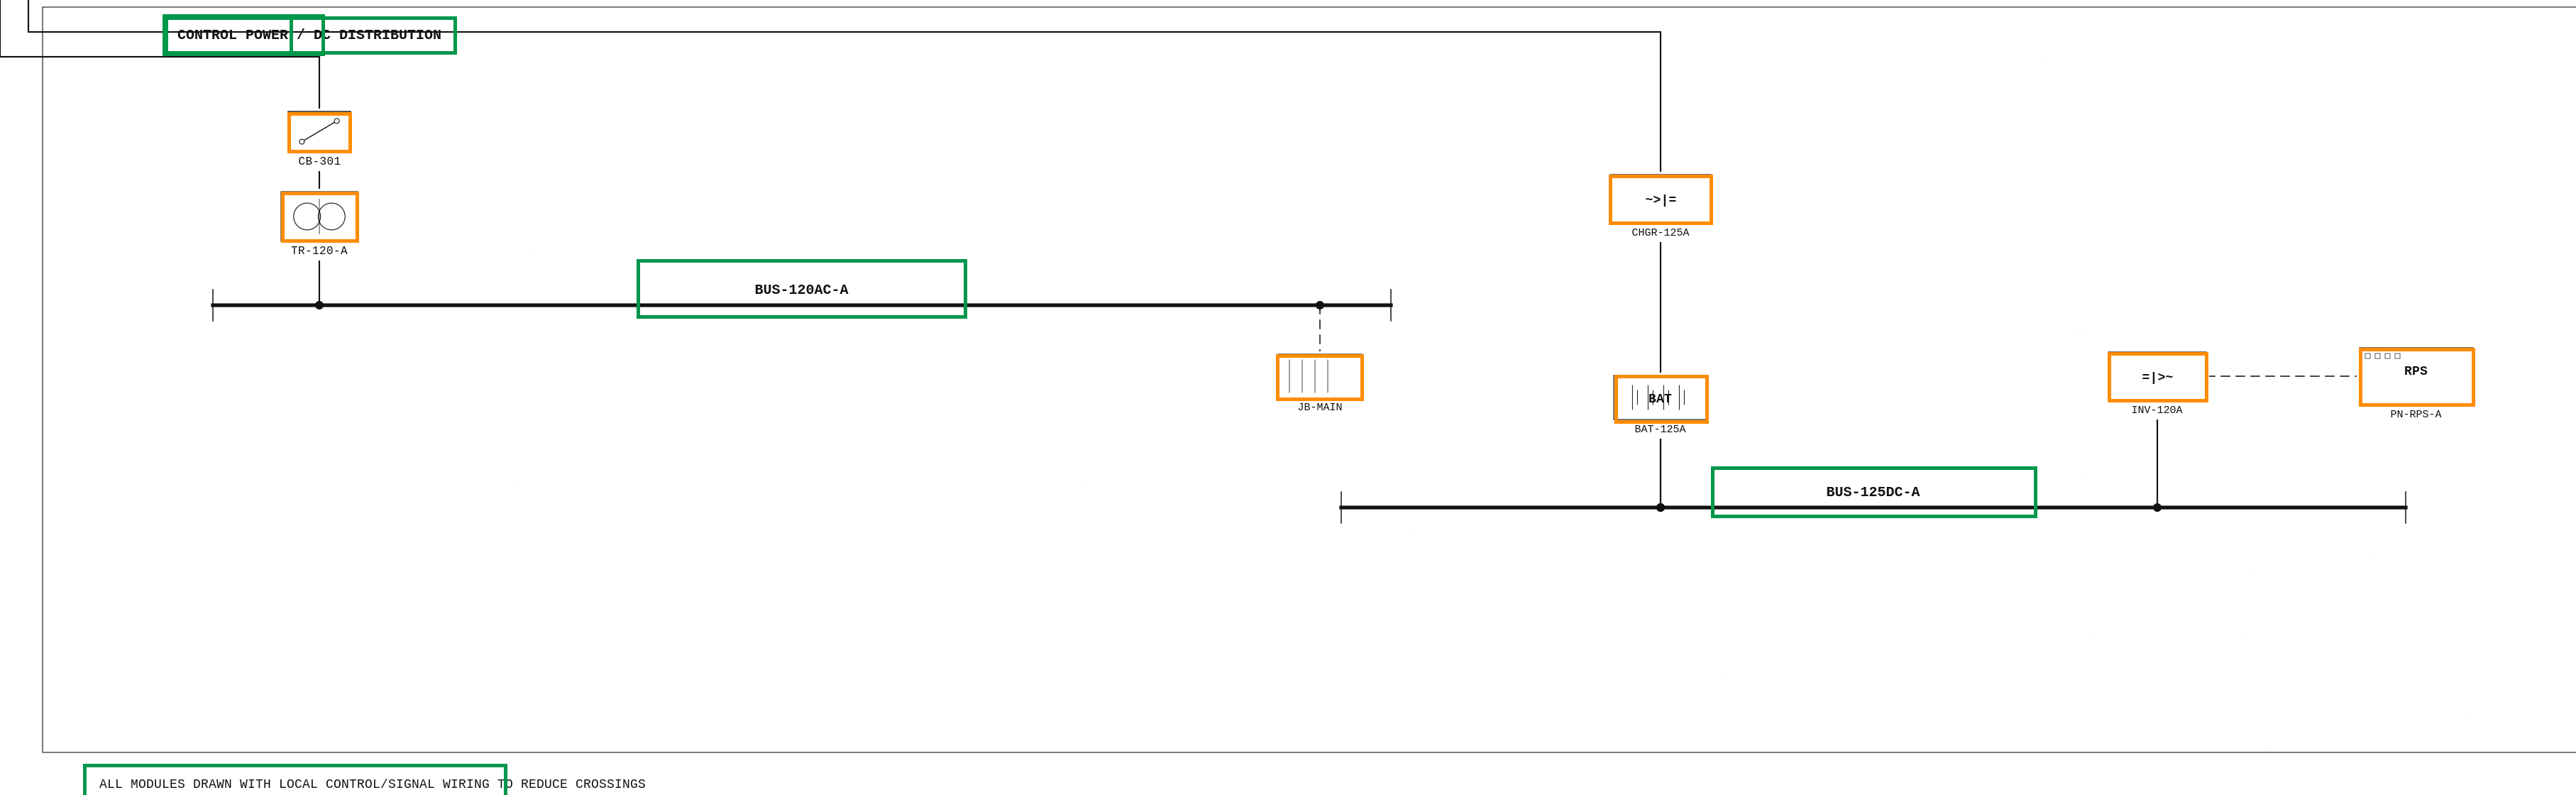 CONTROL POWER / DC DISTRIBUTION
CB-301
TR-120-A
BUS-120AC-A
JB-MAIN
~>|=
CHGR-125A
BAT
BAT-125A
=|>~
INV-120A
RPS
PN-RPS-A
BUS-125DC-A
ALL MODULES DRAWN WITH LOCAL CONTROL/SIGNAL WIRING TO REDUCE CROSSINGS